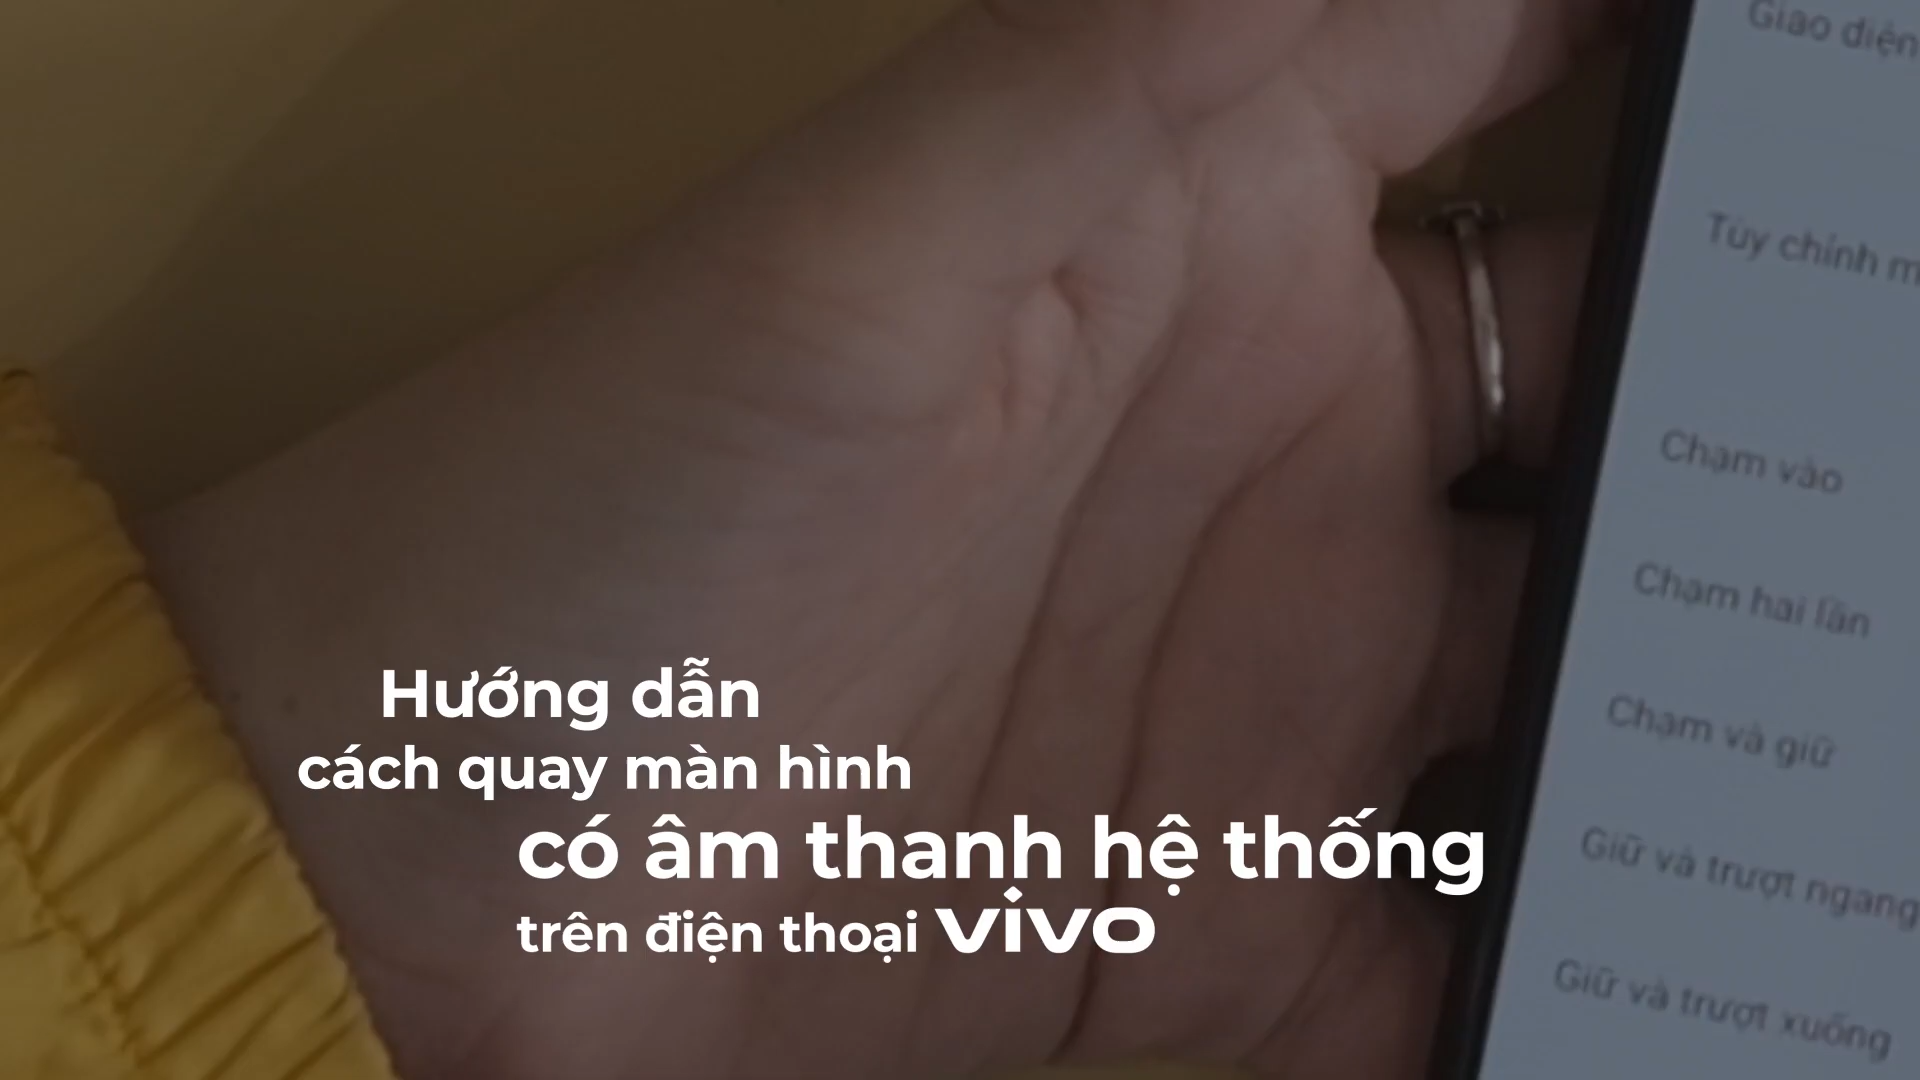 Giao diện
Tùy chỉnh m
Chạm vào
Chạm hai lần
Chạm và giữ
Giữ và trượt ngang
Giữ và trượt xuống
Hướng dẫn
cách quay màn hình
có âm thanh hệ thống
trên điện thoại vivo